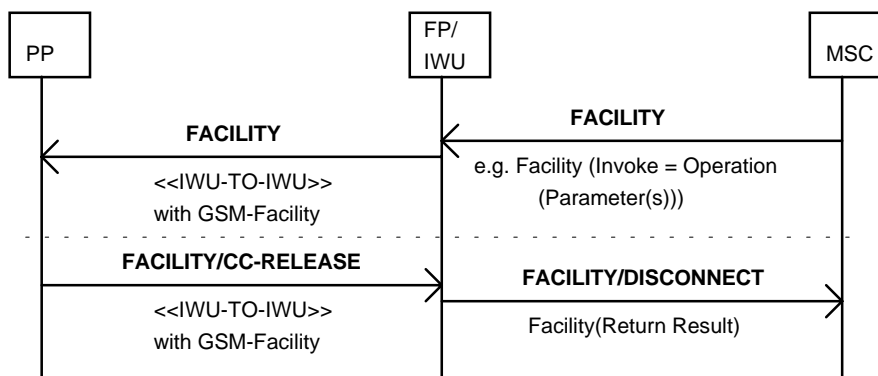 PP
FP/
IWU
MSC
FACILITY
FACILITY
<<IWU-TO-IWU>>
with GSM-Facility
e.g. Facility (Invoke = Operation
(Parameter(s)))
FACILITY/CC-RELEASE
FACILITY/DISCONNECT
<<IWU-TO-IWU>>
with GSM-Facility
Facility(Return Result)